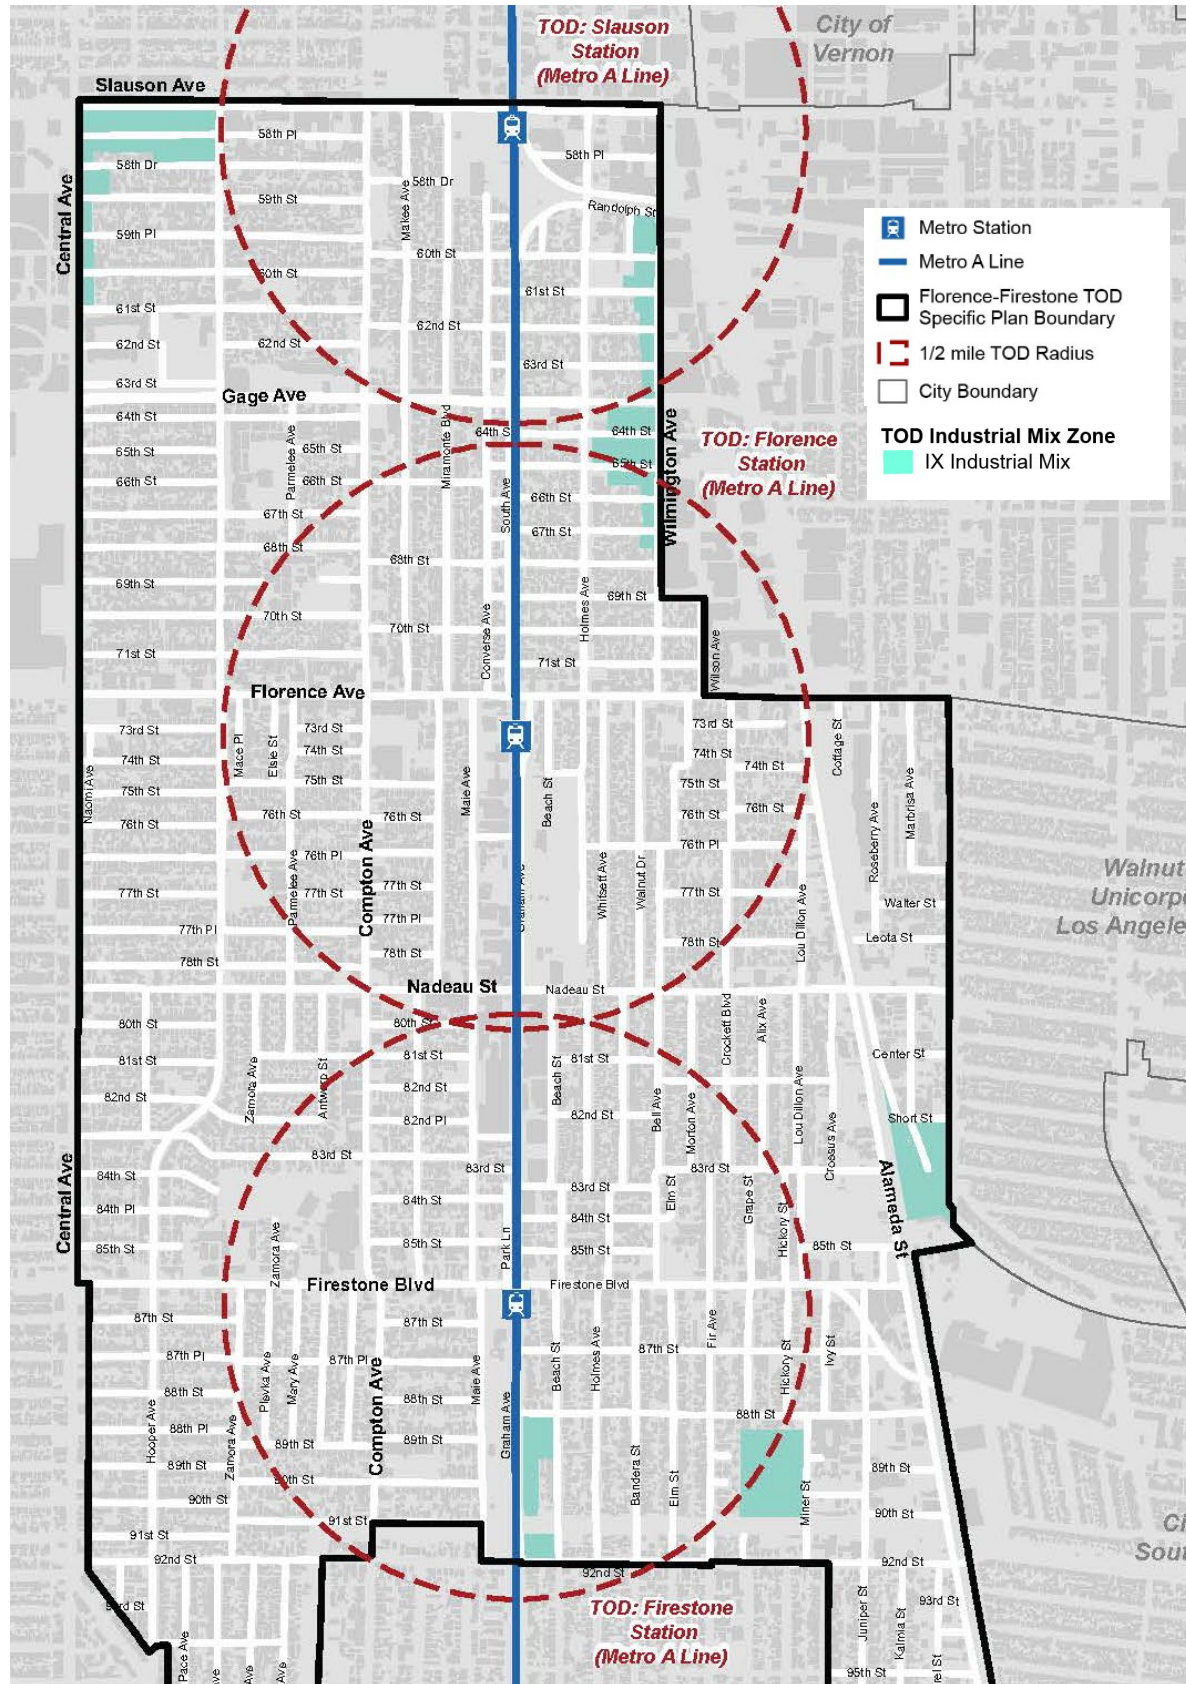 TOD: Slauson
Station
(Metro A Line)
City of
Vernon
Slauson Ave
58th Pl
58th Pl
58th Dr
58th Dr
Central Ave
59th St
Makee Ave
Randolph St
59th Pl
60th St
60th St
61st St
61st St
62nd St
62nd St
62nd St
63rd St
63rd St
Gage Ave
64th St
64th St
64th St
Miramonte Blvd
Parmelee Ave
65th St
65th St
65th St
Wilmington Ave
66th St
66th St
66th St
South Ave
67th St
67th St
68th St
68th St
69th St
69th St
Holmes Ave
70th St
70th St
Converse Ave
71st St
71st St
Wilson Ave
Florence Ave
Metro Station
Metro A Line
Florence-Firestone TOD
Specific Plan Boundary
1/2 mile TOD Radius
City Boundary
TOD Industrial Mix Zone
IX Industrial Mix
TOD: Florence
Station
(Metro A Line)
73rd St
73rd St
73rd St
Mace Pl
Elsie St
Cottage St
74th St
74th St
74th St
74th St
75th St
75th St
75th St
Naomi Ave
Maie Ave
Beach St
76th St
76th St
76th St
76th St
76th St
Roseberry Ave
Marbrisa Ave
76th Pl
76th Pl
Compton Ave
Parmelee Ave
Graham Ave
Whitsett Ave
Walnut Dr
77th St
77th St
77th St
77th St
Lou Dillon Ave
Walter St
77th Pl
77th Pl
Leota St
78th St
78th St
78th St
Walnut
Unicorp
Los Angele
Nadeau St
Nadeau St
80th St
80th St
Crockett Blvd
Alix Ave
81st St
81st St
81st St
Center St
Zamora Ave
Antwerp St
Beach St
82nd St
82nd St
82nd St
82nd Pl
Bell Ave
Morton Ave
Lou Dillon Ave
Croesus Ave
Short St
83rd St
83rd St
83rd St
83rd St
Central Ave
84th St
84th St
84th St
84th Pl
Elm St
Grape St
Hickory St
Alameda St
85th St
85th St
85th St
85th St
Zamora Ave
Park Ln
Firestone Blvd
Firestone Blvd
87th St
87th St
87th St
Fir Ave
Ivy St
87th Pl
87th Pl
Plevka Ave
Mary Ave
Compton Ave
Maie Ave
Beach St
Holmes Ave
Hickory St
88th St
88th St
88th St
88th Pl
Hooper Ave
Zamora Ave
Graham Ave
89th St
89th St
89th St
89th St
Bandera St
Elm St
Miner St
90th St
90th St
90th St
91st St
91st St
92nd St
92nd St
92nd St
Juniper St
Kalmia St
93rd St
95th St
Pace Ave
Ave
Ave
Ave
rel St
TOD: Firestone
Station
(Metro A Line)
Ci
Sout